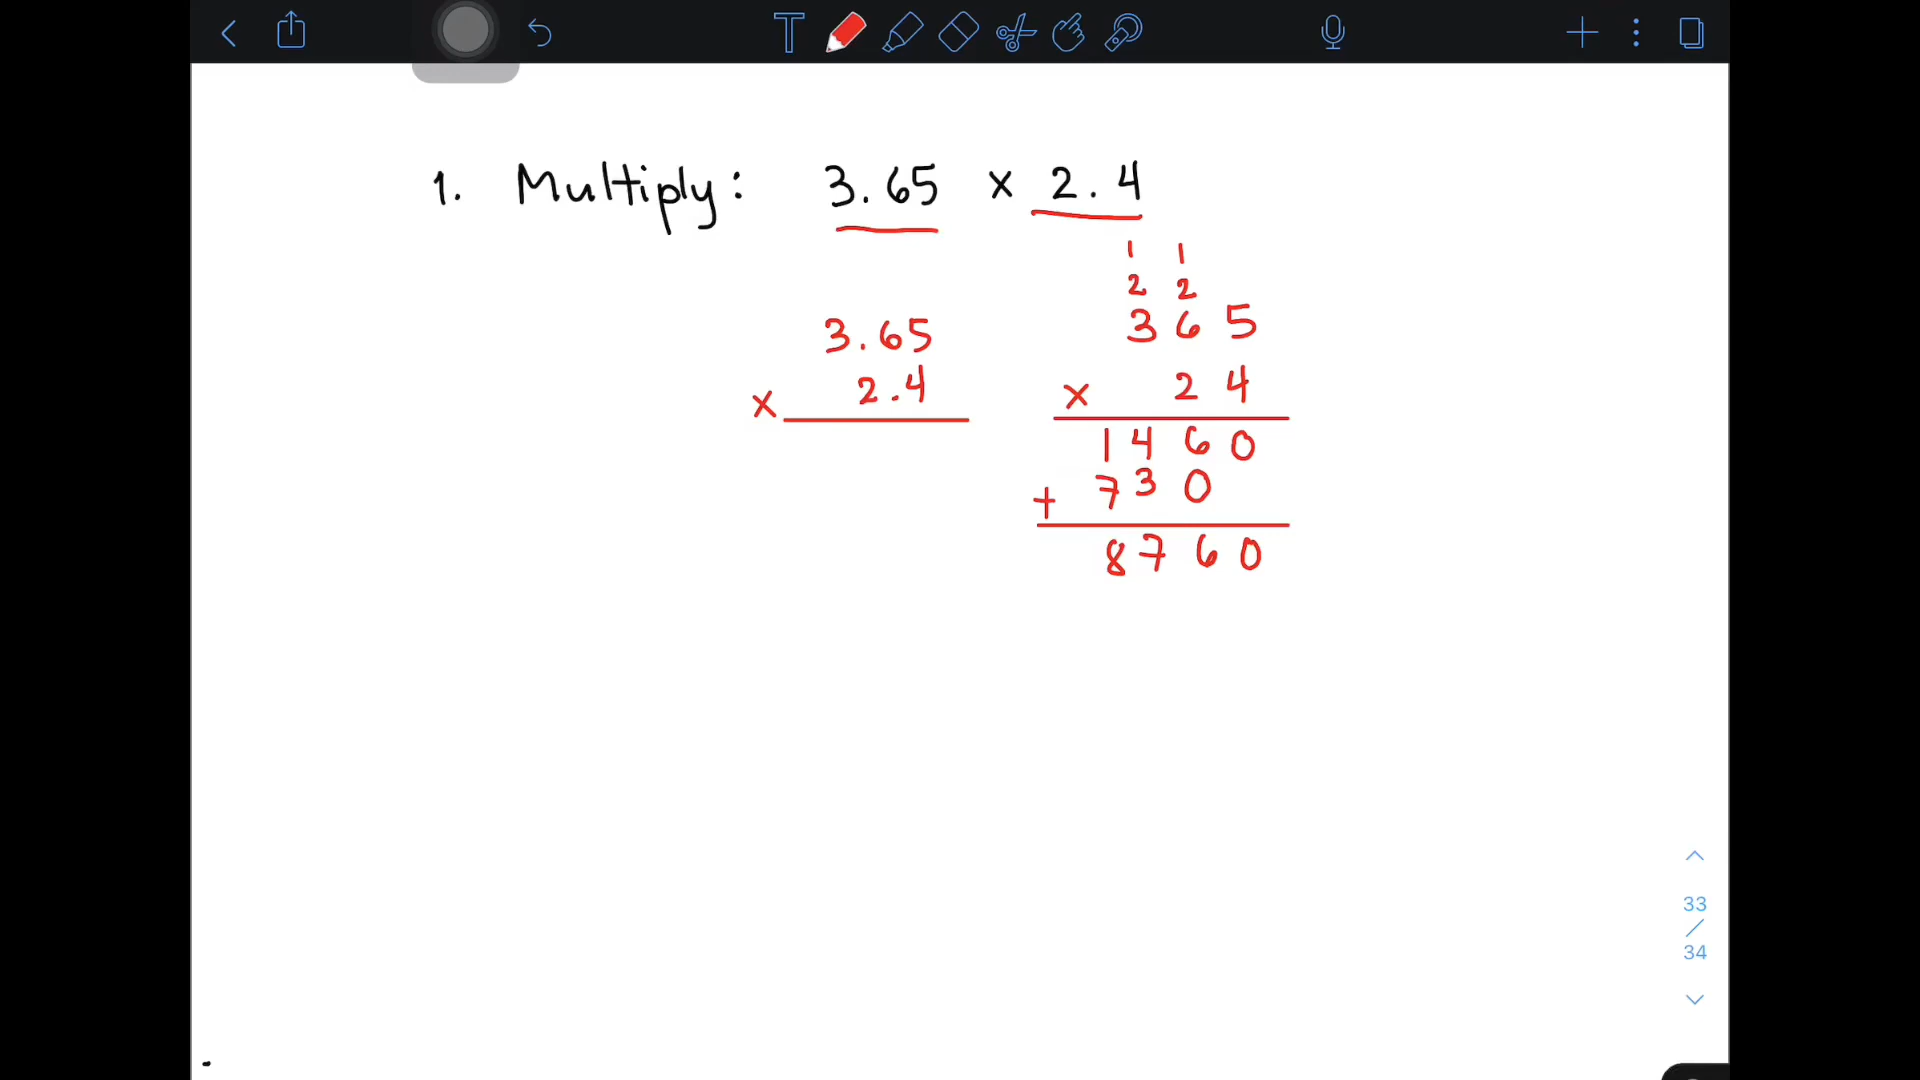 1. Multiply: 3.65 x 2.4
3.65
x 2.4
1 1
2 2
3 6 5
x 2 4
1 4 6 0
+ 7 3 0
8 7 6 0
33
/
34